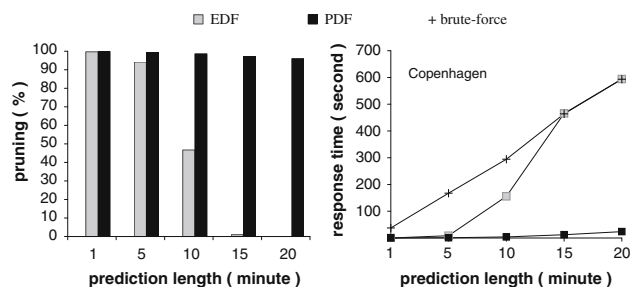 EDF PDF + brute-force
pruning ( % )
100
90
80
70
60
50
40
30
20
10
0
1 5 10 15 20
prediction length ( minute )
response time ( second )
Copenhagen
700
600
500
400
300
200
100
1 5 10 15 20
prediction length ( minute )